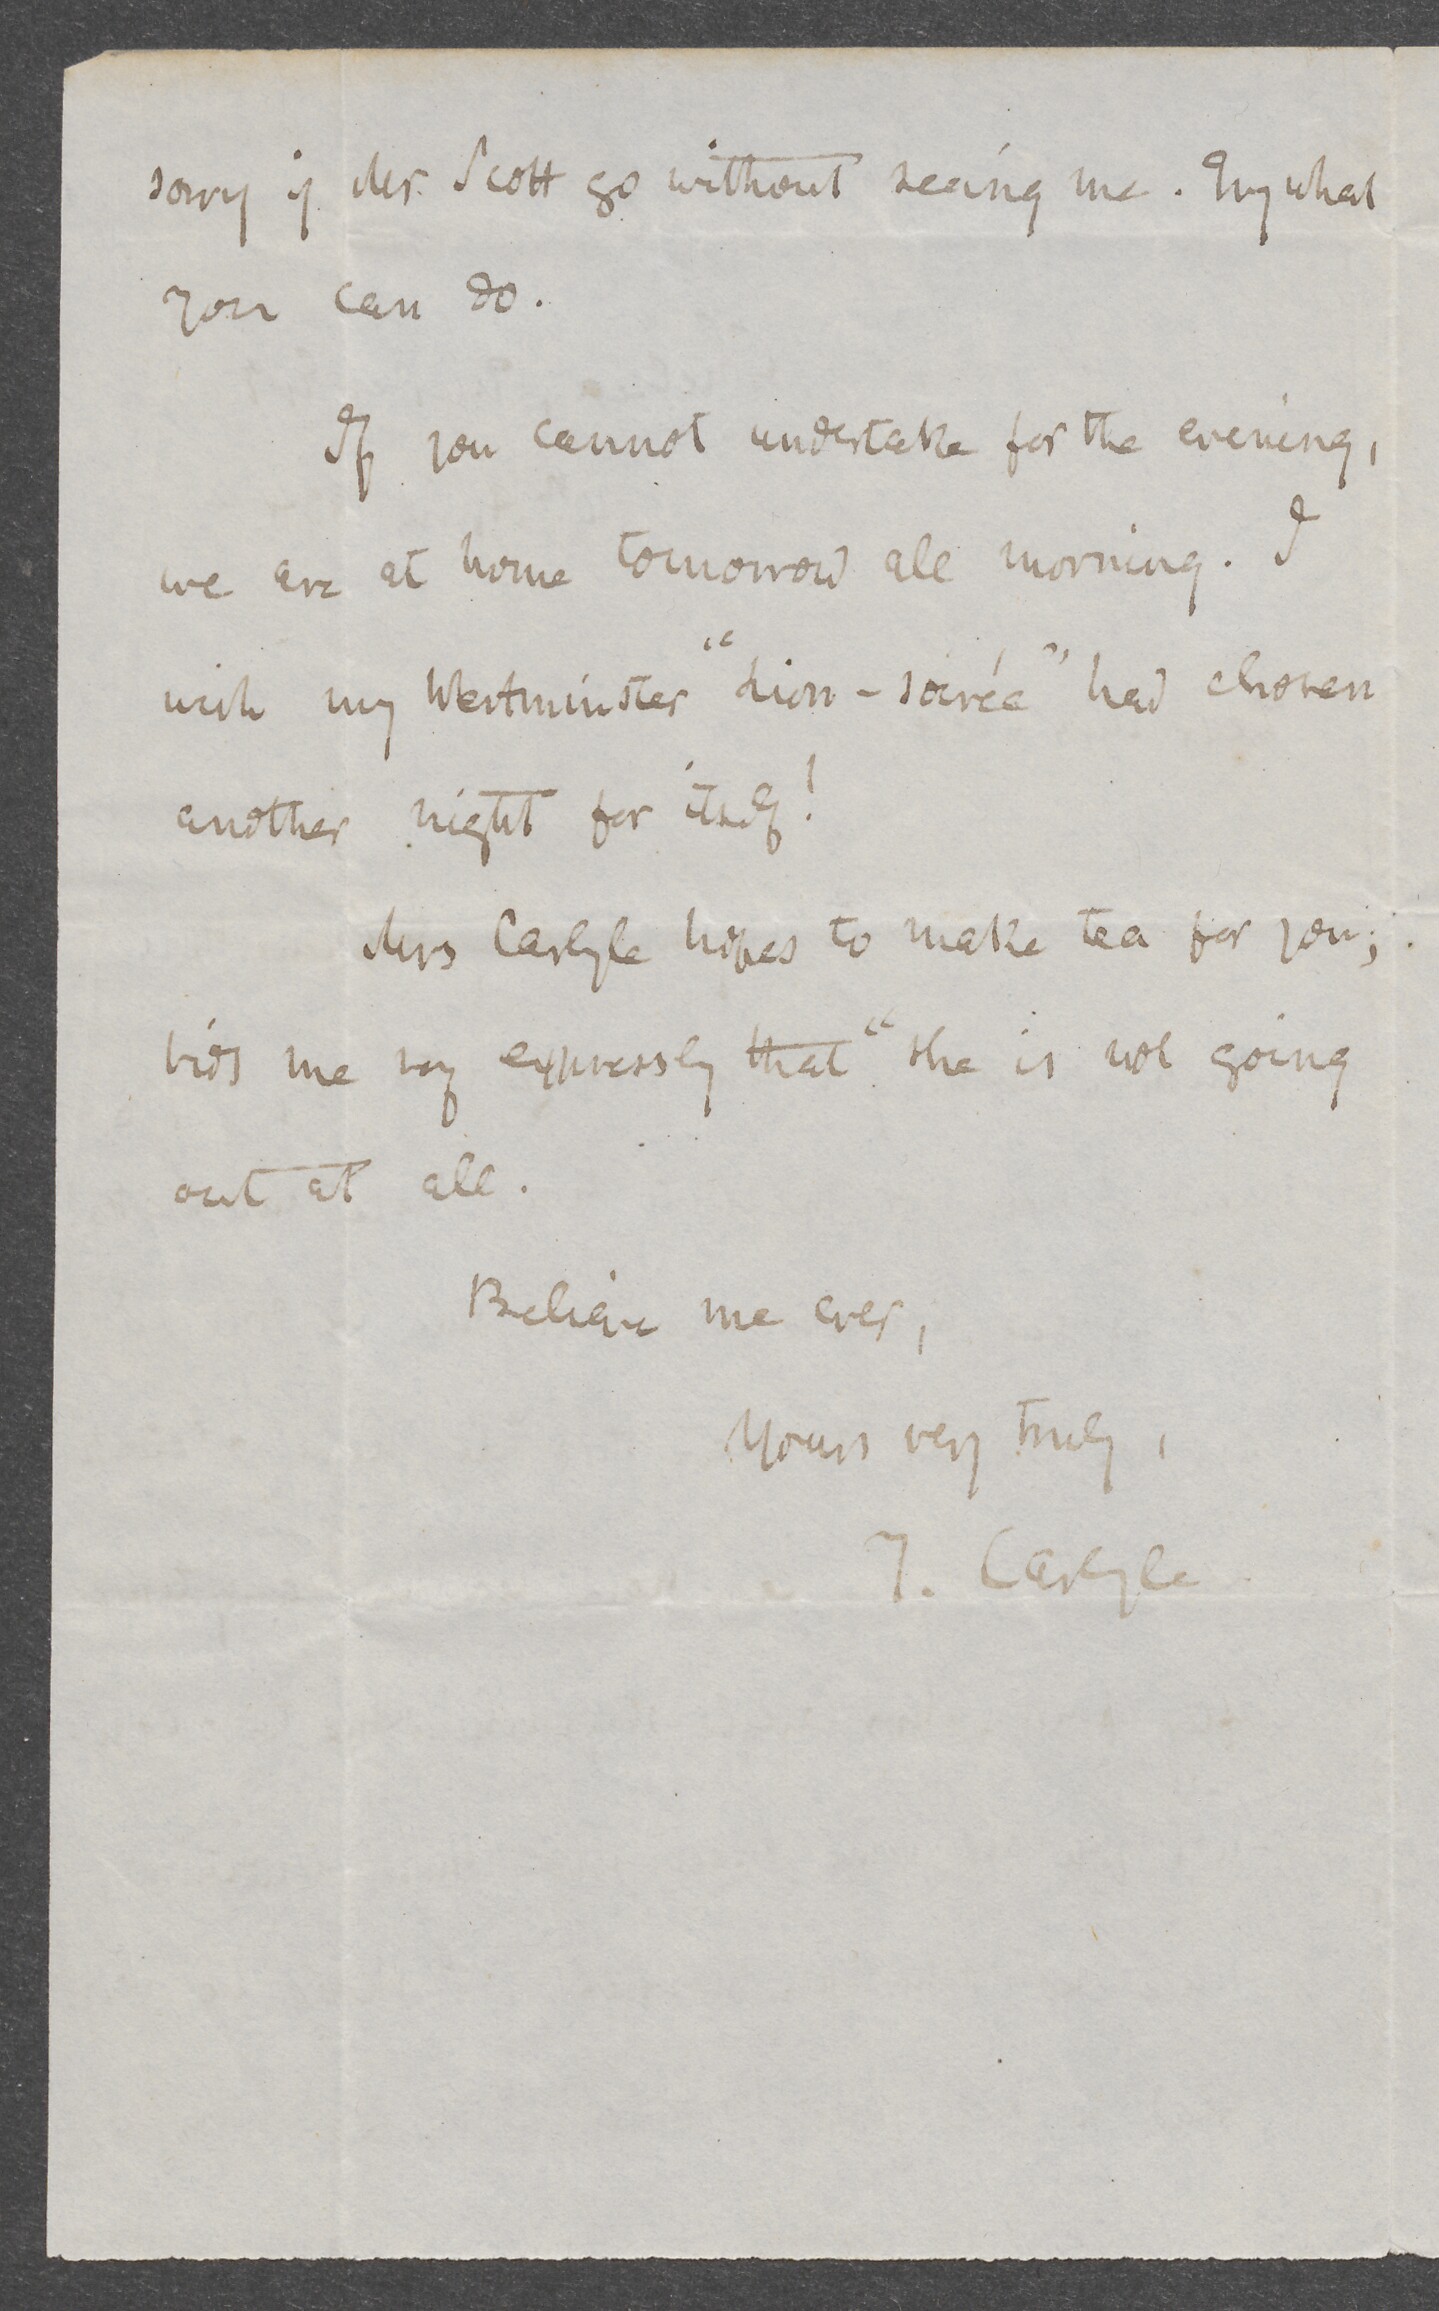 sorry if Mr. Scott go without seeing me. Try what
you can do.
If you cannot undertake for the evening,
we are at home tomorrow all morning. I
wish my Westminster "Lion-soirée" had chosen
another night for itself!
Mrs Carlyle hopes to make tea for you;
bids me say expressly that "she is not going
out at all.
Believe me ever,
Yours very truly,
T. Carlyle